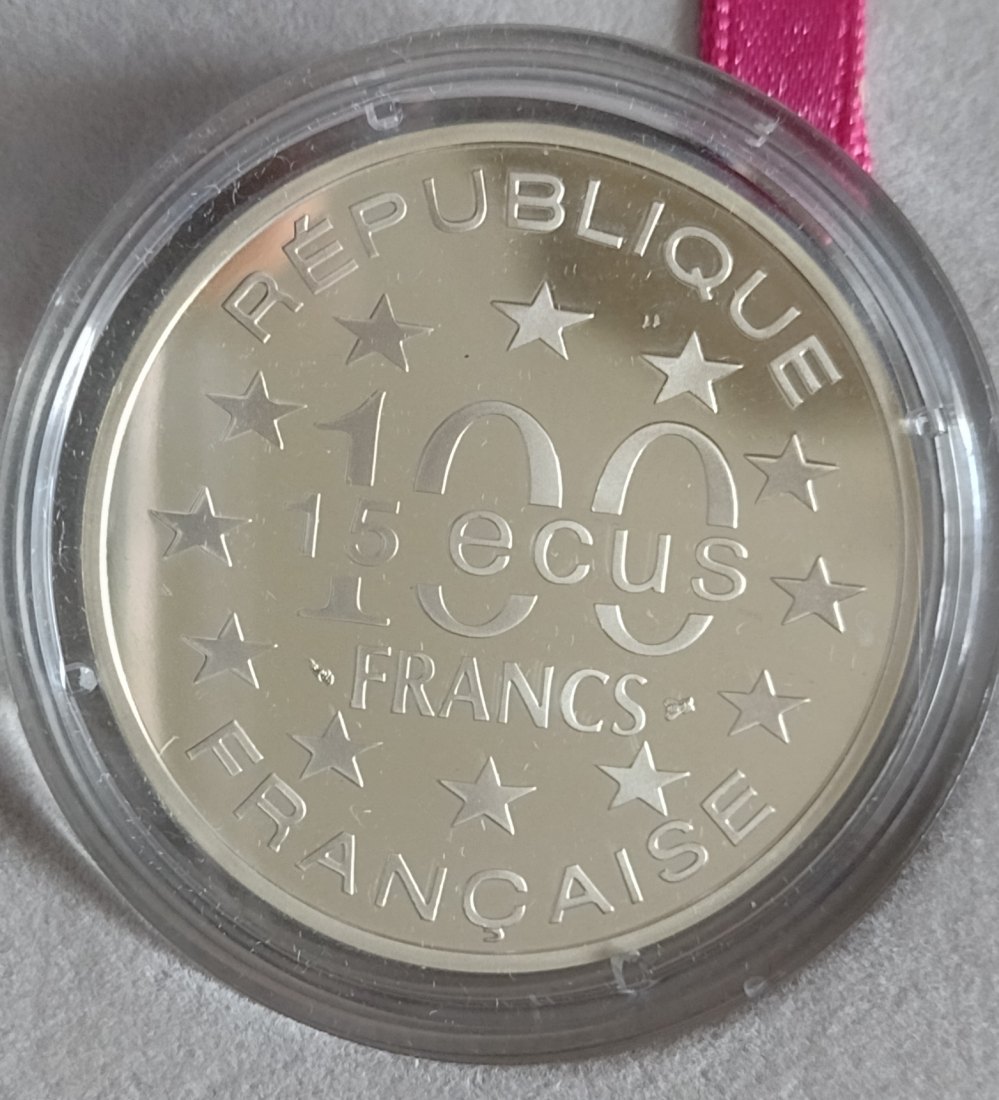 RÉPUBLIQUE
100
15 ecus
FRANCS
FRANÇAISE